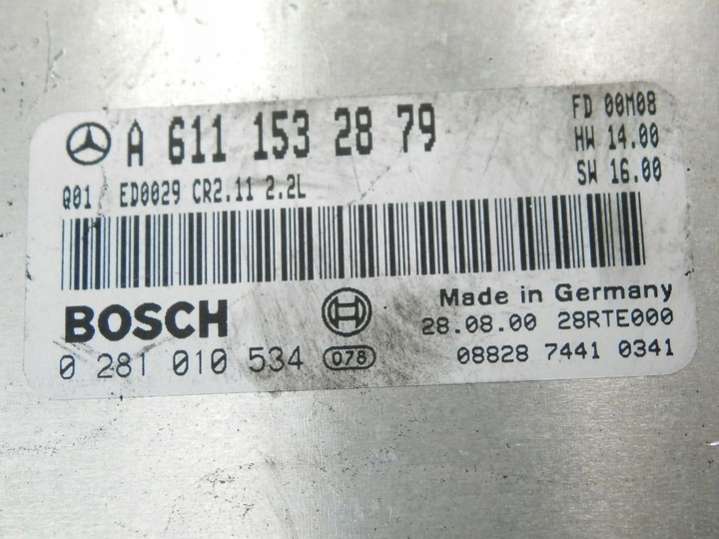 A 611 153 28 79
FD 00M08
HW 14.00
SW 16.00
Q01 ED0029 CR2.11 2.2L
BOSCH
Made in Germany
28.08.00 28RTE000
0 281 010 534 078
08828 7441 0341